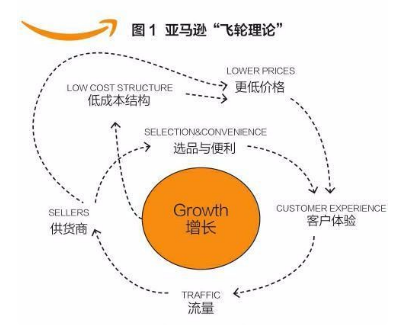 图1 亚马逊“飞轮理论”
LOWER PRICES
更低价格
LOW COST STRUCTURE
低成本结构
SELECTION&CONVENIENCE
选品与便利
Growth
增长
SELLERS
供货商
CUSTOMER EXPERIENCE
客户体验
TRAFFIC
流量